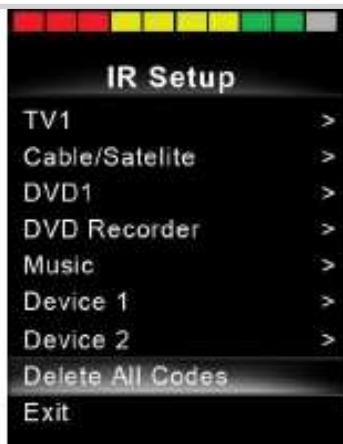 IR Setup
TV1 >
Cable/Satelite >
DVD1 >
DVD Recorder >
Music >
Device 1 >
Device 2 >
Delete All Codes
Exit